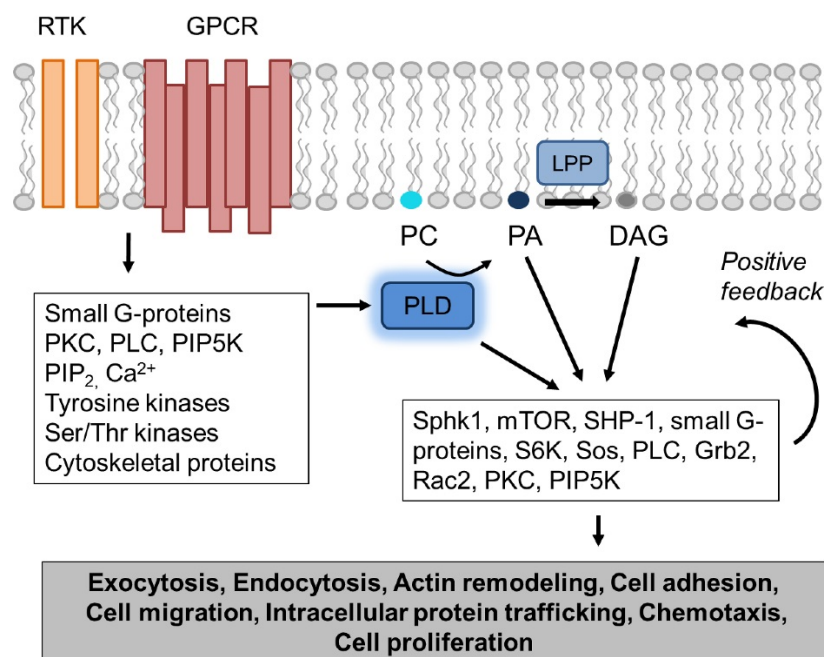 RTK
GPCR
LPP
PC
PA
DAG
Positive
feedback
PLD
Small G-proteins
PKC, PLC, PIP5K
PIP₂, Ca²⁺
Tyrosine kinases
Ser/Thr kinases
Cytoskeletal proteins
Sphk1, mTOR, SHP-1, small G-
proteins, S6K, Sos, PLC, Grb2,
Rac2, PKC, PIP5K
Exocytosis, Endocytosis, Actin remodeling, Cell adhesion,
Cell migration, Intracellular protein trafficking, Chemotaxis,
Cell proliferation